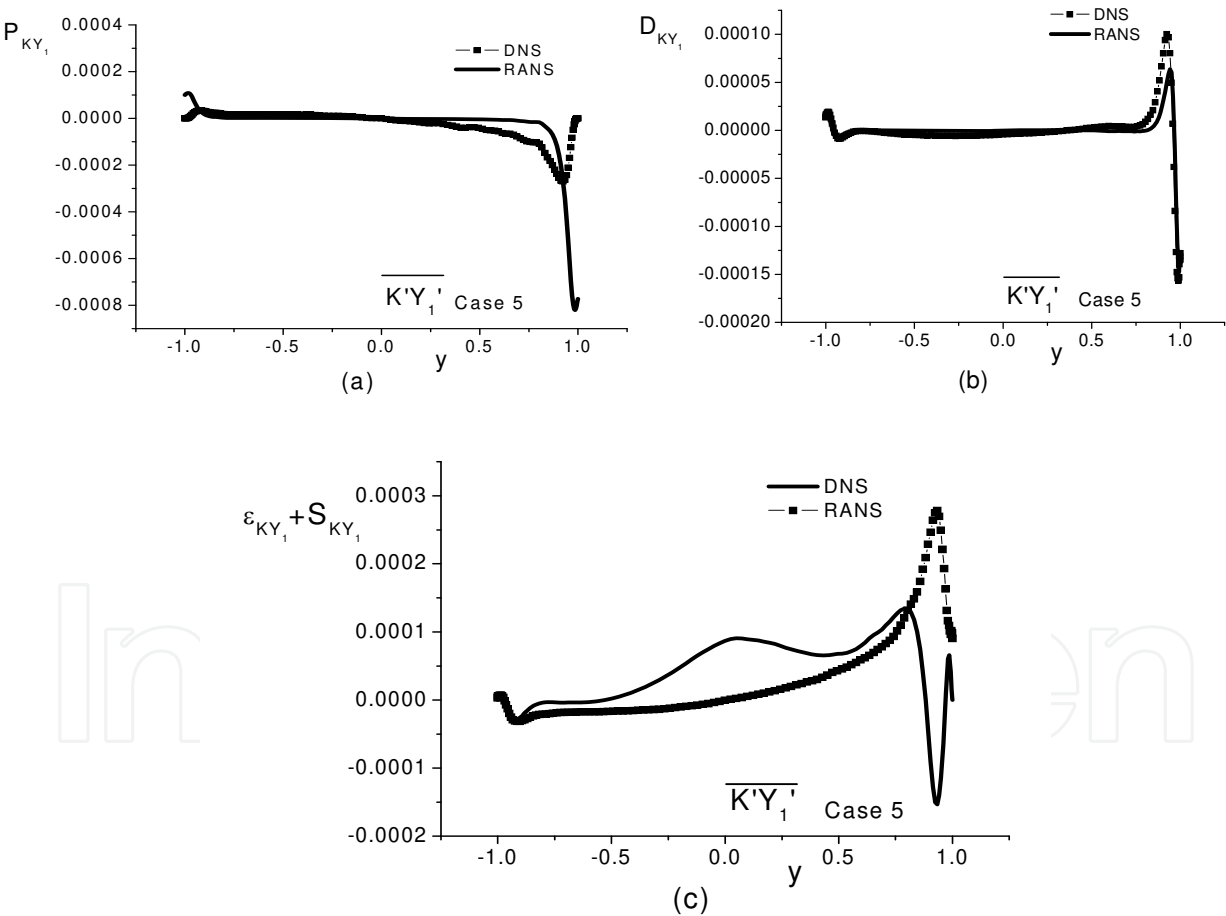 P_KY₁
0.0004
0.0002
0.0000
-0.0002
-0.0004
-0.0006
-0.0008
DNS
RANS
K'Y₁' Case 5
-1.0 -0.5 0.0 0.5 1.0
y
(a)
D_KY₁
0.00010
0.00005
0.00000
-0.00005
-0.00010
-0.00015
-0.00020
DNS
RANS
K'Y₁' Case 5
-1.0 -0.5 0.0 0.5 1.0
y
(b)
ε_KY₁+S_KY₁
0.0003
0.0002
0.0001
0.0000
-0.0001
-0.0002
DNS
RANS
K'Y₁' Case 5
-1.0 -0.5 0.0 0.5 1.0
y
(c)
In
en